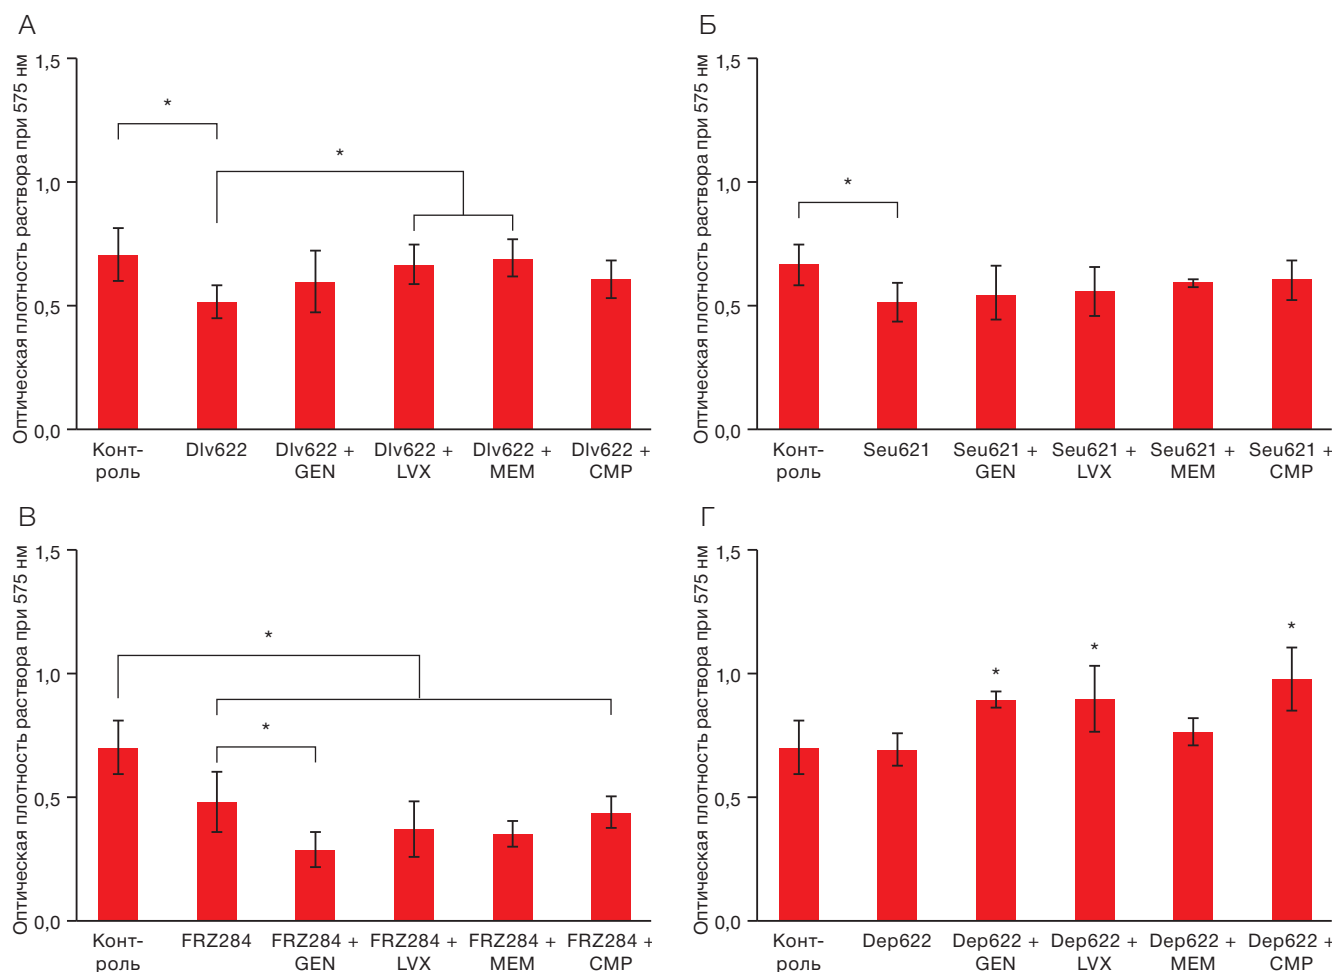 А
Оптическая плотность раствора при 575 нм
1,5
1,0
0,5
0,0
*
*
Конт-
роль
Dlv622
Dlv622 +
GEN
Dlv622 +
LVX
Dlv622 +
MEM
Dlv622 +
CMP
Б
Оптическая плотность раствора при 575 нм
1,5
1,0
0,5
0,0
*
Конт-
роль
Seu621
Seu621 +
GEN
Seu621 +
LVX
Seu621 +
MEM
Seu621 +
CMP
В
Оптическая плотность раствора при 575 нм
1,5
1,0
0,5
0,0
*
*
Конт-
роль
FRZ284
FRZ284 +
GEN
FRZ284 +
LVX
FRZ284 +
MEM
FRZ284 +
CMP
Г
Оптическая плотность раствора при 575 нм
1,5
1,0
0,5
0,0
*
*
*
Конт-
роль
Dep622
Dep622 +
GEN
Dep622 +
LVX
Dep622 +
MEM
Dep622 +
CMP